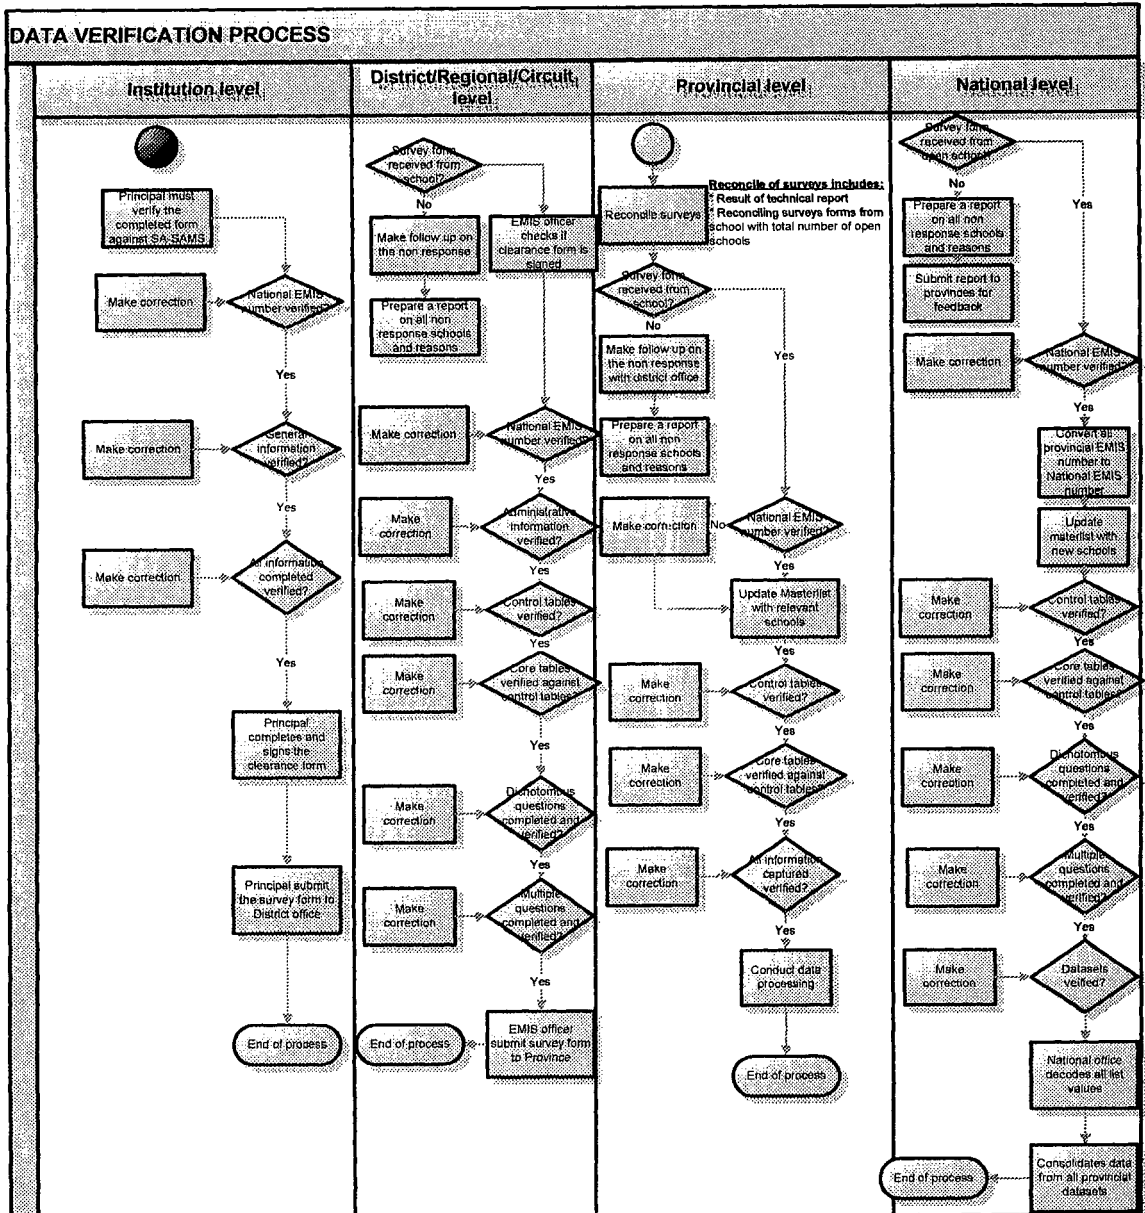 DATA VERIFICATION PROCESS
Institution level
Principal must
verify the
completed form
against SA-SAMS
Make correction
National EMIS
number verified?
Yes
Make correction
General
information
verified?
Yes
Make correction
All information
completed
verified?
Yes
Principal
completes and
signs the
clearance form
Principal submit
the survey form to
District office
End of process
District/Regional/Circuit
level
Survey form
received from
school?
No
Make follow up on
the non response
EMIS officer
checks if
clearance form is
signed
Prepare a report
on all non
response schools
and reasons
Make correction
National EMIS
number verified?
Yes
Make
correction
Administrative
information
verified?
Yes
Make
correction
Control tables
verified?
Yes
Make
correction
Core tables
verified against
control tables?
Yes
Make
correction
Dichotomous
questions
completed and
verified?
Yes
Make
correction
Multiple
questions
completed and
verified?
Yes
End of process
EMIS officer
submit survey form
to Province
Provincial level
Reconcile surveys
Reconcile of surveys includes:
* Result of technical report
* Reconciling surveys forms from
school with total number of open
schools
Survey form
received from
school?
No
Yes
Make follow up on
the non response
with district office
Prepare a report
on all non
response schools
and reasons
Make correction
No
National EMIS
number verified?
Yes
Update Masterlist
with relevant
schools
Yes
Make
correction
Control tables
verified?
Yes
Make
correction
Core tables
verified against
control tables?
Yes
Make
correction
All information
captured
verified?
Yes
Conduct data
processing
End of process
National level
Survey form
received from
open school?
No
Yes
Prepare a report
on all non
response schools
and reasons
Submit report to
provinces for
feedback
Make correction
National EMIS
number verified?
Yes
Convert all
provincial EMIS
number to
National EMIS
number
Update
materlist with
new schools
Make
correction
Control tables
verified?
Yes
Make
correction
Core tables
verified against
control tables?
Yes
Make
correction
Dichotomous
questions
completed and
verified?
Yes
Make
correction
Multiple
questions
completed and
verified?
Yes
Make
correction
Datasets
verified?
National office
decodes all list
values
End of process
Consolidates data
from all provincial
datasets